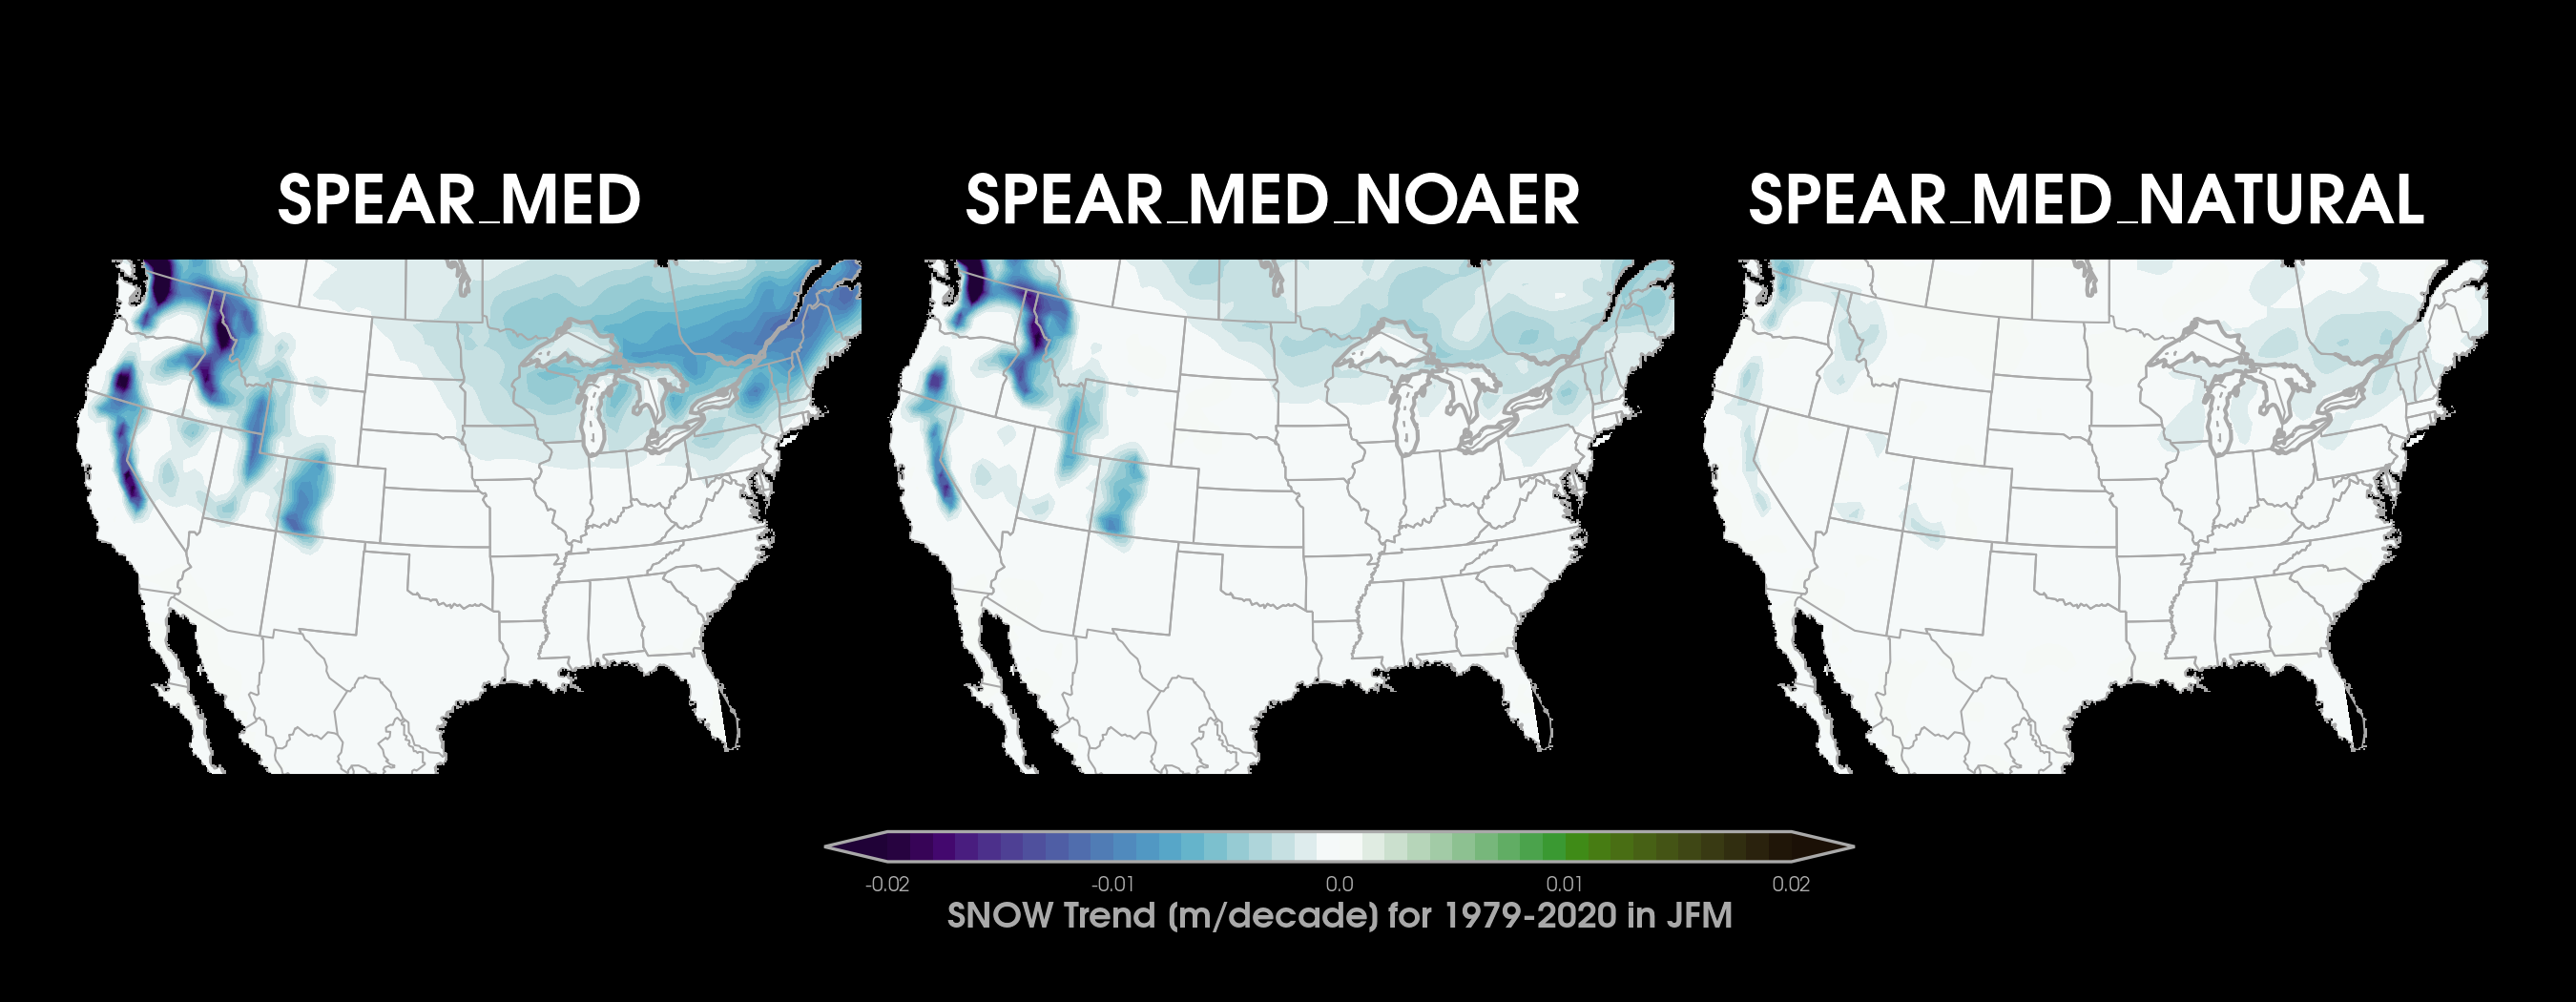 SPEAR_MED SPEAR_MED_NOAER SPEAR_MED_NATURAL
-0.02 -0.01 0.0 0.01 0.02
SNOW Trend (m/decade) for 1979-2020 in JFM